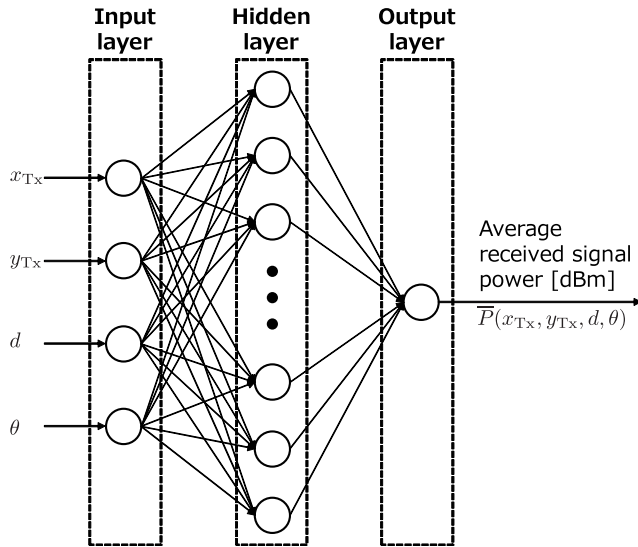 Input
layer
Hidden
layer
Output
layer
x_Tx
y_Tx
d
θ
Average
received signal
power [dBm]
P̅(x_Tx, y_Tx, d, θ)